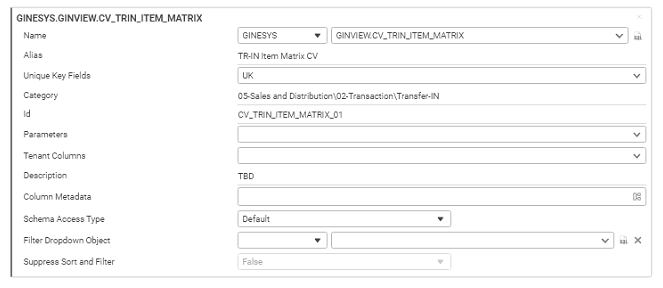 GINESYS.GINVIEW.CV_TRIN_ITEM_MATRIX
Name GINESYS GINVIEW.CV_TRIN_ITEM_MATRIX
Alias TR-IN Item Matrix CV
Unique Key Fields UK
Category 05-Sales and Distribution\02-Transaction\Transfer-IN
Id CV_TRIN_ITEM_MATRIX_01
Parameters
Tenant Columns
Description TBD
Column Metadata
Schema Access Type Default
Filter Dropdown Object
Suppress Sort and Filter False